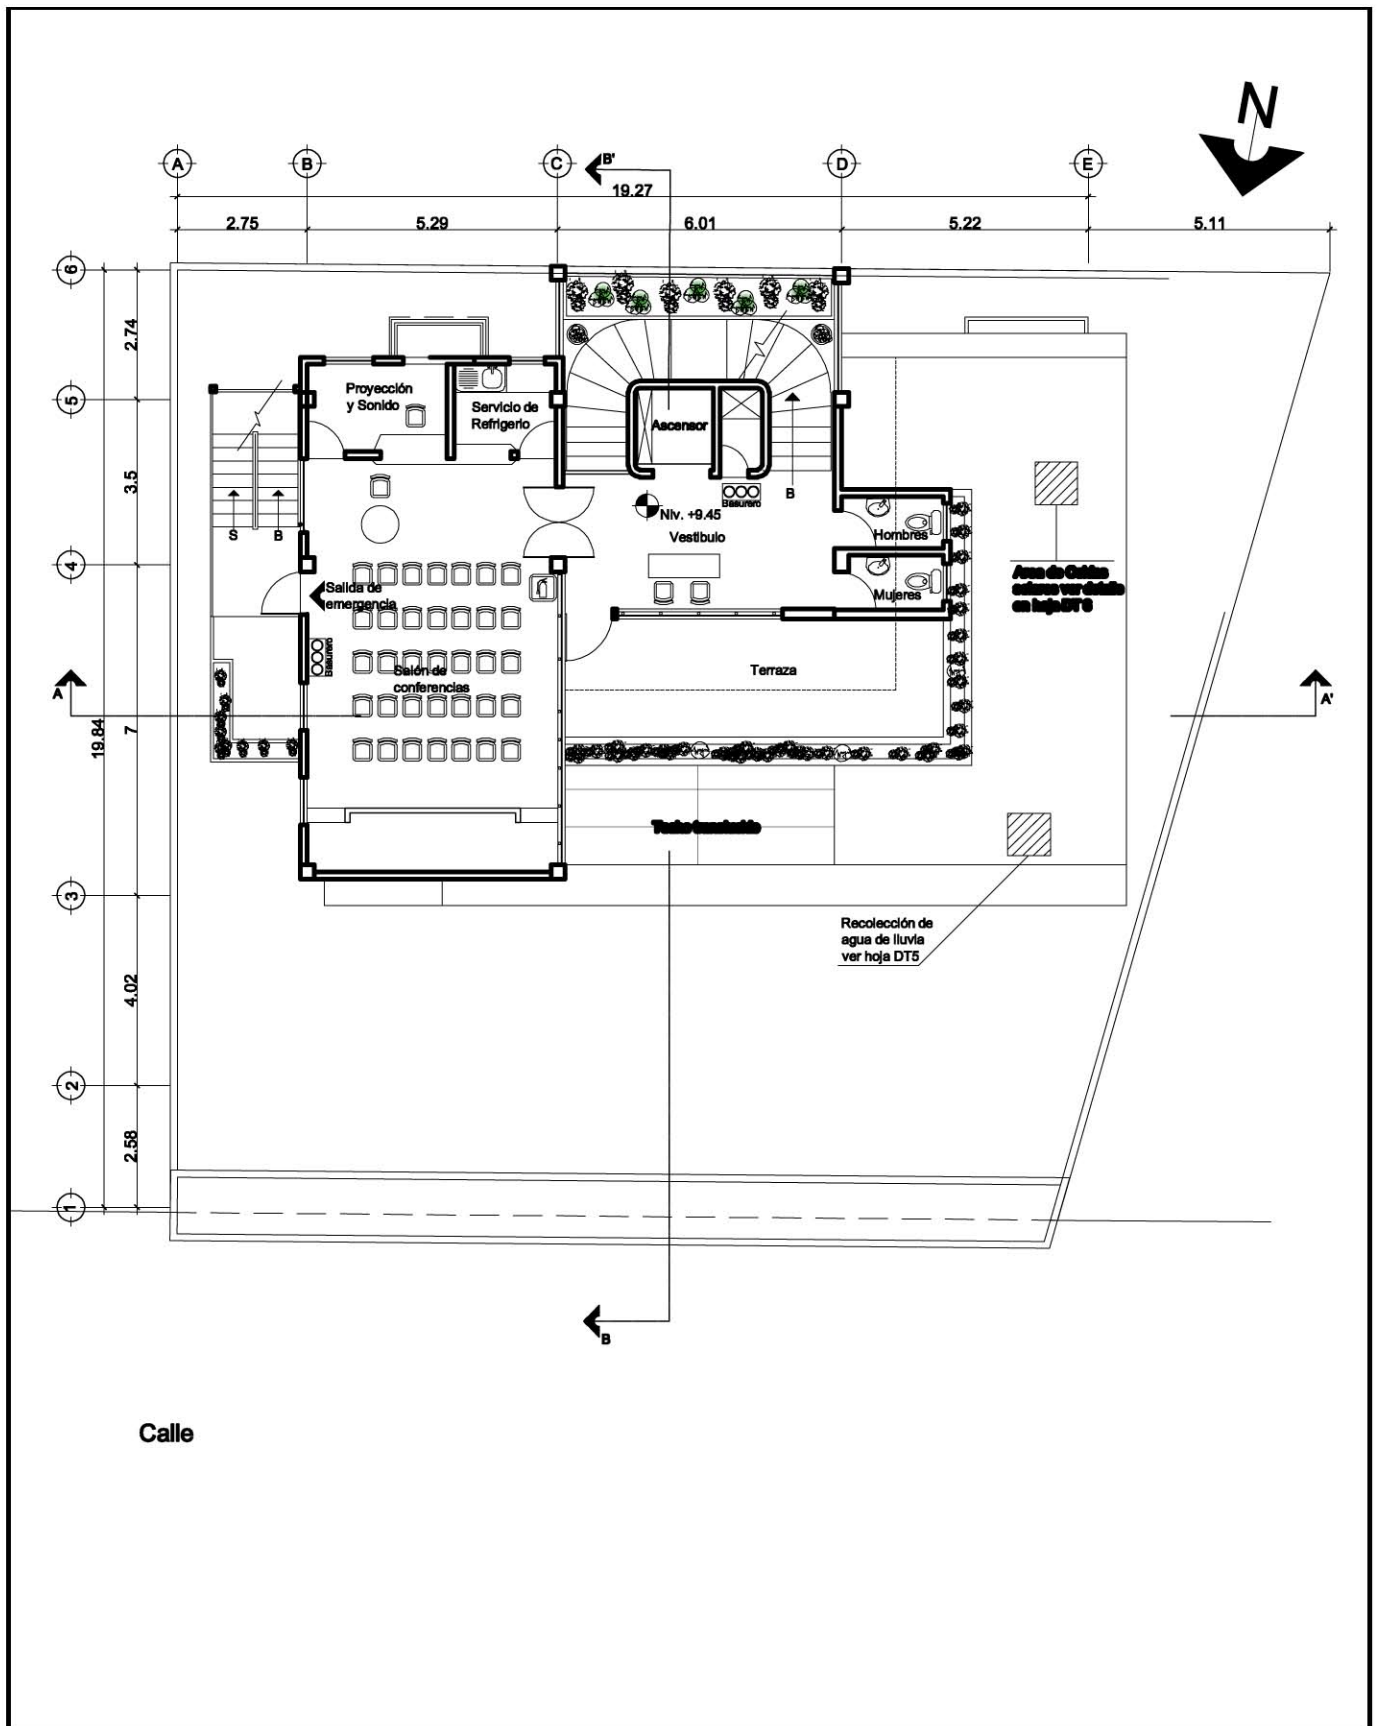 N
A
B
C
B'
D
E
19.27
2.75
5.29
6.01
5.22
5.11
6
2.74
5
Proyección
y Sonido
Servicio de
Refrigerio
Ascensor
3.5
Basurero
S
B
B
Niv. +9.45
Vestibulo
Hombres
4
Salida de
emergencia
Mujeres
Area de
Basurero
Salón de
conferencias
Terraza
A
A'
19.84
7
3
Recolección de
agua de lluvia
ver hoja DT5
4.02
2
2.58
1
B
Calle